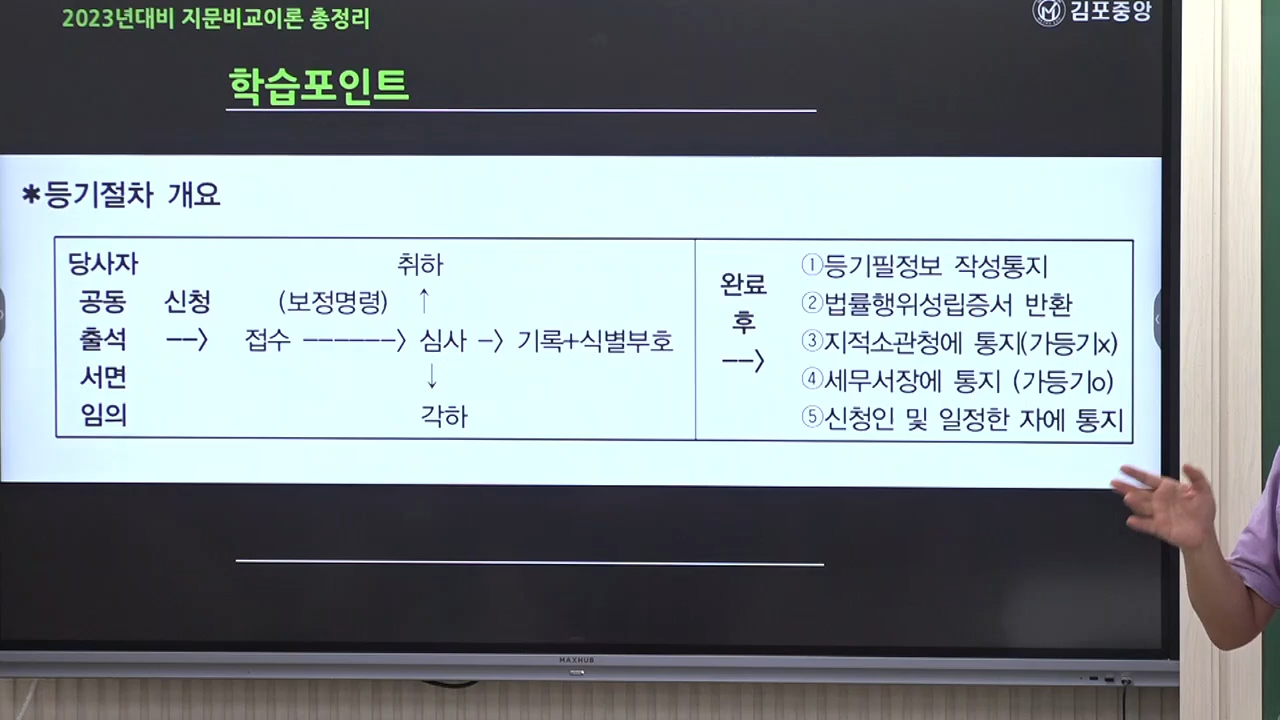 2023년대비 지문비교이론 총정리
김포중앙
학습포인트
*등기절차 개요
당사자 취하
공동 신청 (보정명령) ↑
출석 --> 접수 ------> 심사 -> 기록+식별부호
서면 ↓
임의 각하
완료
후
-->
①등기필정보 작성통지
②법률행위성립증서 반환
③지적소관청에 통지(가등기x)
④세무서장에 통지 (가등기o)
⑤신청인 및 일정한 자에 통지
MAXHUB